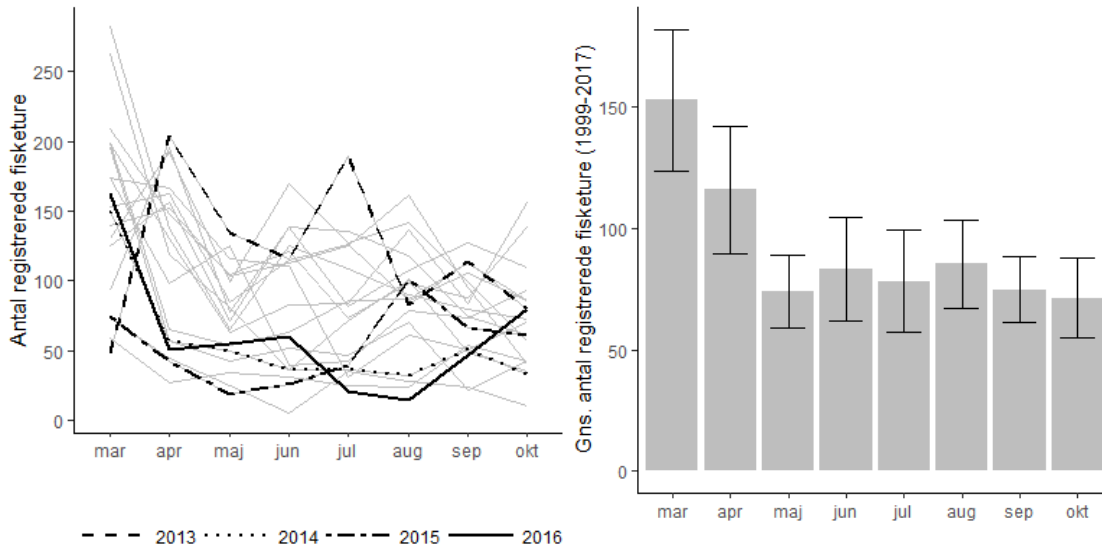 Antal registrerede fisketure
250
200
150
100
50
0
mar apr maj jun jul aug sep okt
2013 2014 2015 2016
Gns. antal registrerede fisketure (1999-2017)
150
100
50
0
mar apr maj jun jul aug sep okt